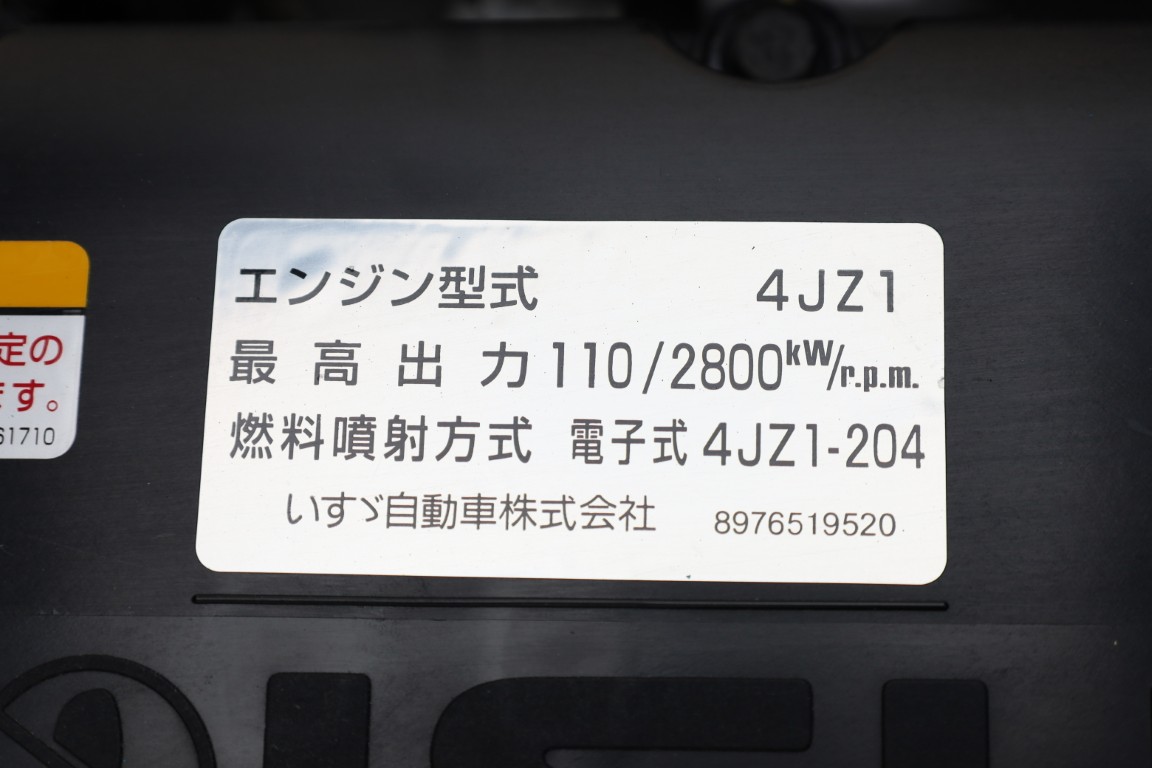 エンジン型式 4JZ1
最高出力 110/2800kW/r.p.m.
燃料噴射方式 電子式 4JZ1-204
いすゞ自動車株式会社 8976519520
定の
ます。
61710